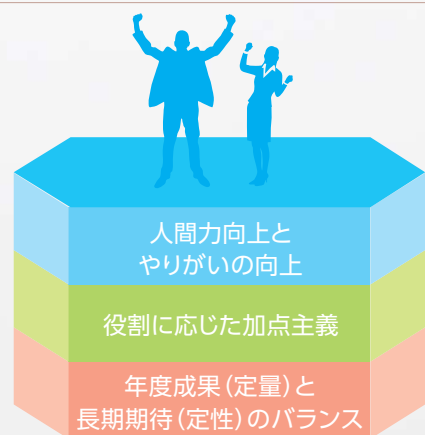 人間力向上と
やりがいの向上
役割に応じた加点主義
年度成果(定量)と
長期期待(定性)のバランス